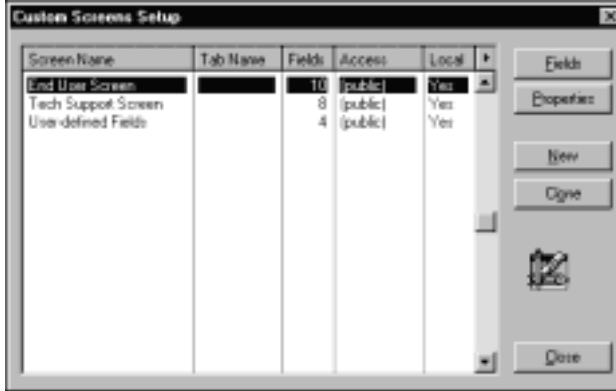 Custom Screens Setup
Screen Name Tab Name Fields Access Local
End User Screen 10 (public) Yes
Tech Support Screen 8 (public) Yes
User-defined Fields 4 (public) Yes
Fields
Properties
New
Clone
Close